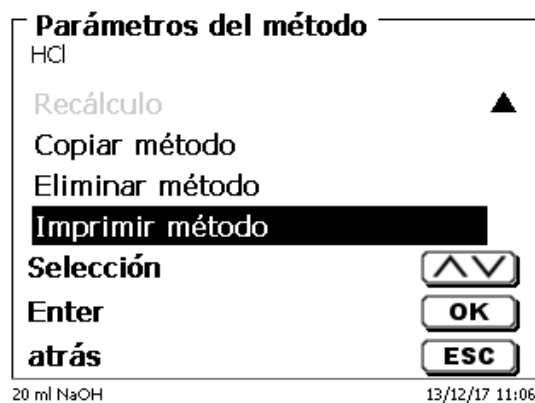 Parámetros del método
HCl
Recálculo
Copiar método
Eliminar método
Imprimir método
Selección
Enter OK
atrás ESC
20 ml NaOH 13/12/17 11:06